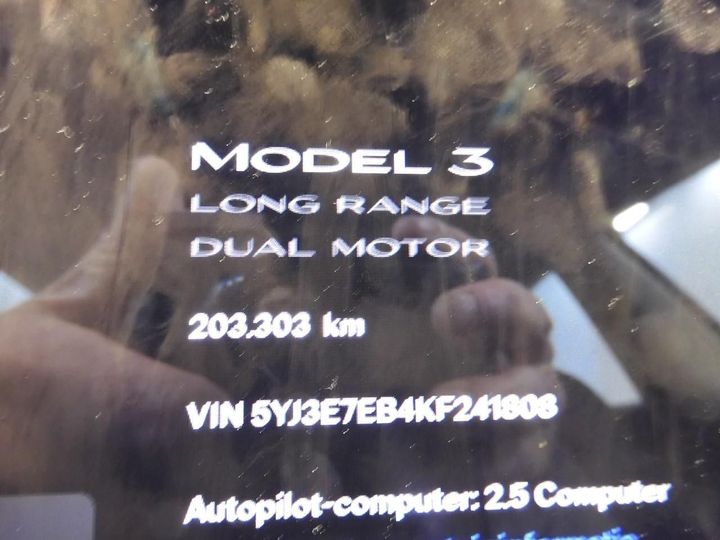 MODEL 3
LONG RANGE
DUAL MOTOR
203.303 km
VIN 5YJ3E7EB4KF241808
Autopilot-computer: 2.5 Computer